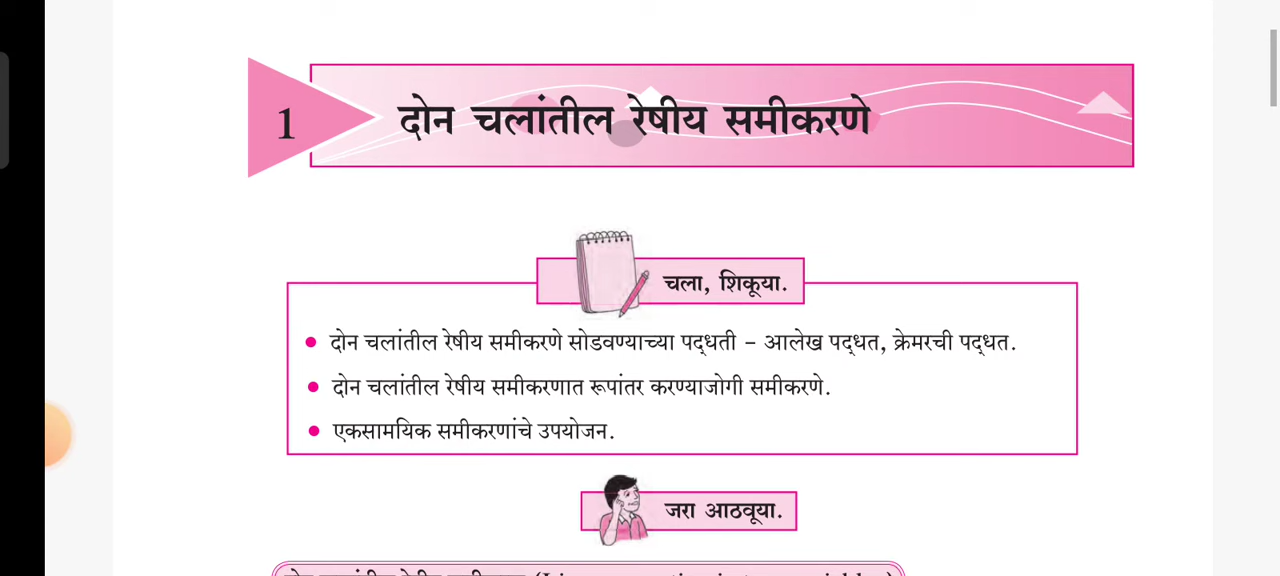 1
दोन चलांतील रेषीय समीकरणे
चला, शिकूया.
दोन चलांतील रेषीय समीकरणे सोडवण्याच्या पद्धती - आलेख पद्धत, क्रेमरची पद्धत.
दोन चलांतील रेषीय समीकरणात रूपांतर करण्याजोगी समीकरणे.
एकसामयिक समीकरणांचे उपयोजन.
जरा आठवूया.